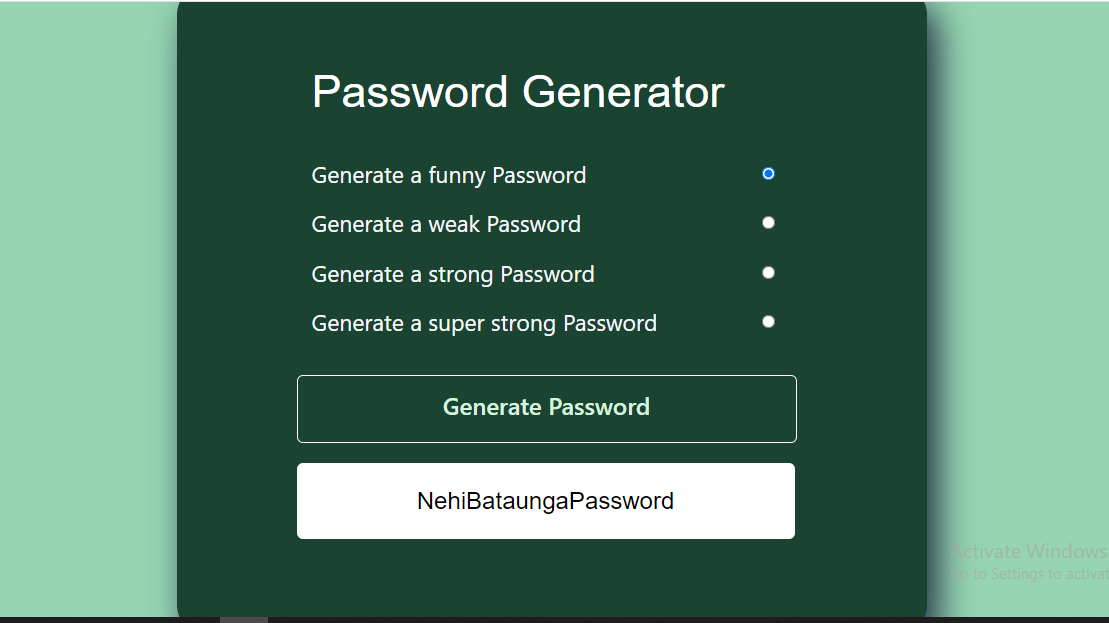 Password Generator
Generate a funny Password
Generate a weak Password
Generate a strong Password
Generate a super strong Password
Generate Password
NehiBataungaPassword
Activate Windows
Go to Settings to activat